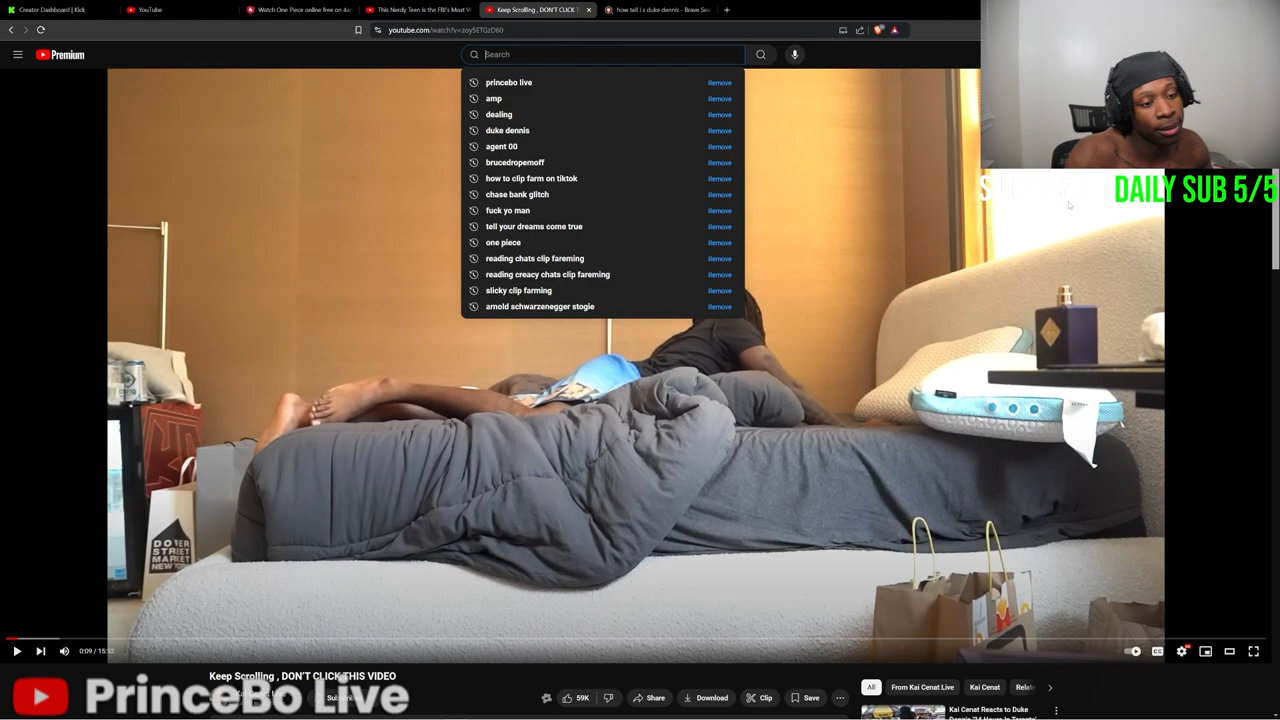 Creator Dashboard | Kick
YouTube
Watch One Piece online free on 4an
This Nerdy Teen is the FBI's Most W
Keep Scrolling , DON'T CLICK T
how tall i s duke dennis - Brave Sea
youtube.com/watch?v=zoy5ETGzD60
Premium
Search
princebo live Remove
amp Remove
dealing Remove
duke dennis Remove
agent 00 Remove
brucedropemoff Remove
how to clip farm on tiktok Remove
chase bank glitch Remove
fuck yo man Remove
tell your dreams come true Remove
one piece Remove
reading chats clip fareming Remove
reading creacy chats clip fareming Remove
slicky clip farming Remove
arnold schwarzenegger stogie Remove
DAILY SUB 5/5
DOVER
STREET
MARKET
NEW YORK
0:09 / 15:52
CC
Keep Scrolling , DON'T CLICK THIS VIDEO
PrinceBo Live
59K
Share
Download
Clip
Save
All
From Kai Cenat Live
Kai Cenat
Relate
Kai Cenat Reacts to Duke